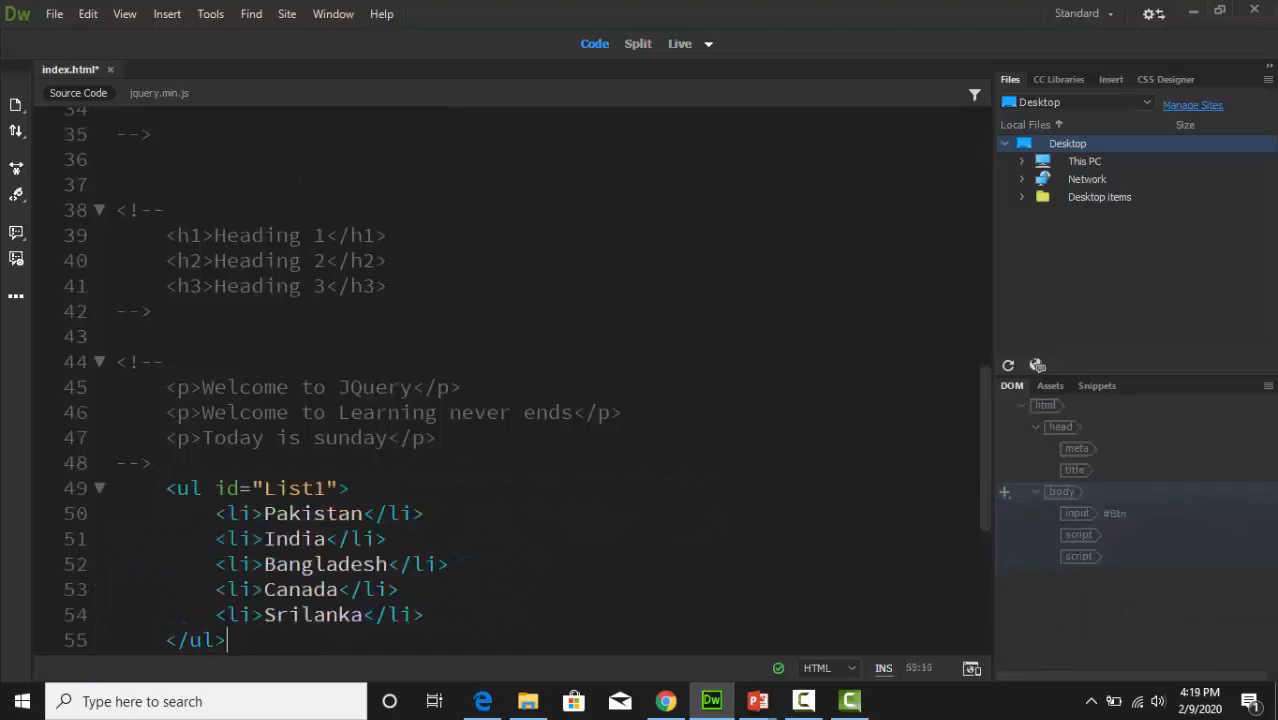 Dw File Edit View Insert Tools Find Site Window Help Standard
Code Split Live
index.html*
Source Code jquery.min.js
34
35 -->
36
37
38 <!--
39 <h1>Heading 1</h1>
40 <h2>Heading 2</h2>
41 <h3>Heading 3</h3>
42 -->
43
44 <!--
45 <p>Welcome to JQuery</p>
46 <p>Welcome to Learning never ends</p>
47 <p>Today is sunday</p>
48 -->
49 <ul id="List1">
50 <li>Pakistan</li>
51 <li>India</li>
52 <li>Bangladesh</li>
53 <li>Canada</li>
54 <li>Srilanka</li>
55 </ul>
HTML INS
Files CC Libraries Insert CSS Designer
Desktop Manage Sites
Local Files Size
Desktop
This PC
Network
Desktop items
DOM Assets Snippets
html
head
meta
title
body
input #Btn
script
script
Type here to search
Dw
4:19 PM
2/9/2020
1